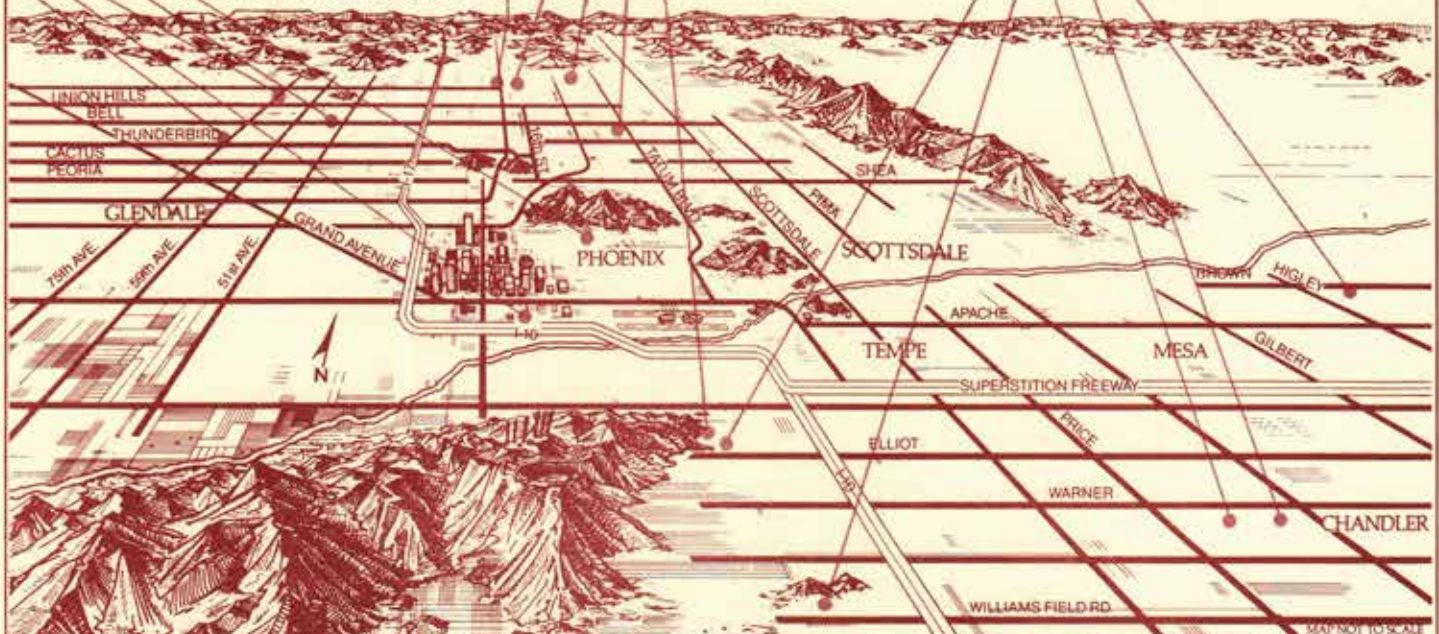 UNION HILLS
BELL
THUNDERBIRD
CACTUS
PEORIA
16th ST.
TATUM
SHEA
SCOTTSDALE
PIMA
GLENDALE
GRAND AVENUE
75th AVE.
59th AVE.
51st AVE.
PHOENIX
SCOTTSDALE
BROWN
HIGLEY
I-17
APACHE
I-10
N
TEMPE
MESA
GILBERT
SUPERSTITION FREEWAY
PRICE
ELLIOT
I-10
WARNER
CHANDLER
WILLIAMS FIELD RD
MAP NOT TO SCALE